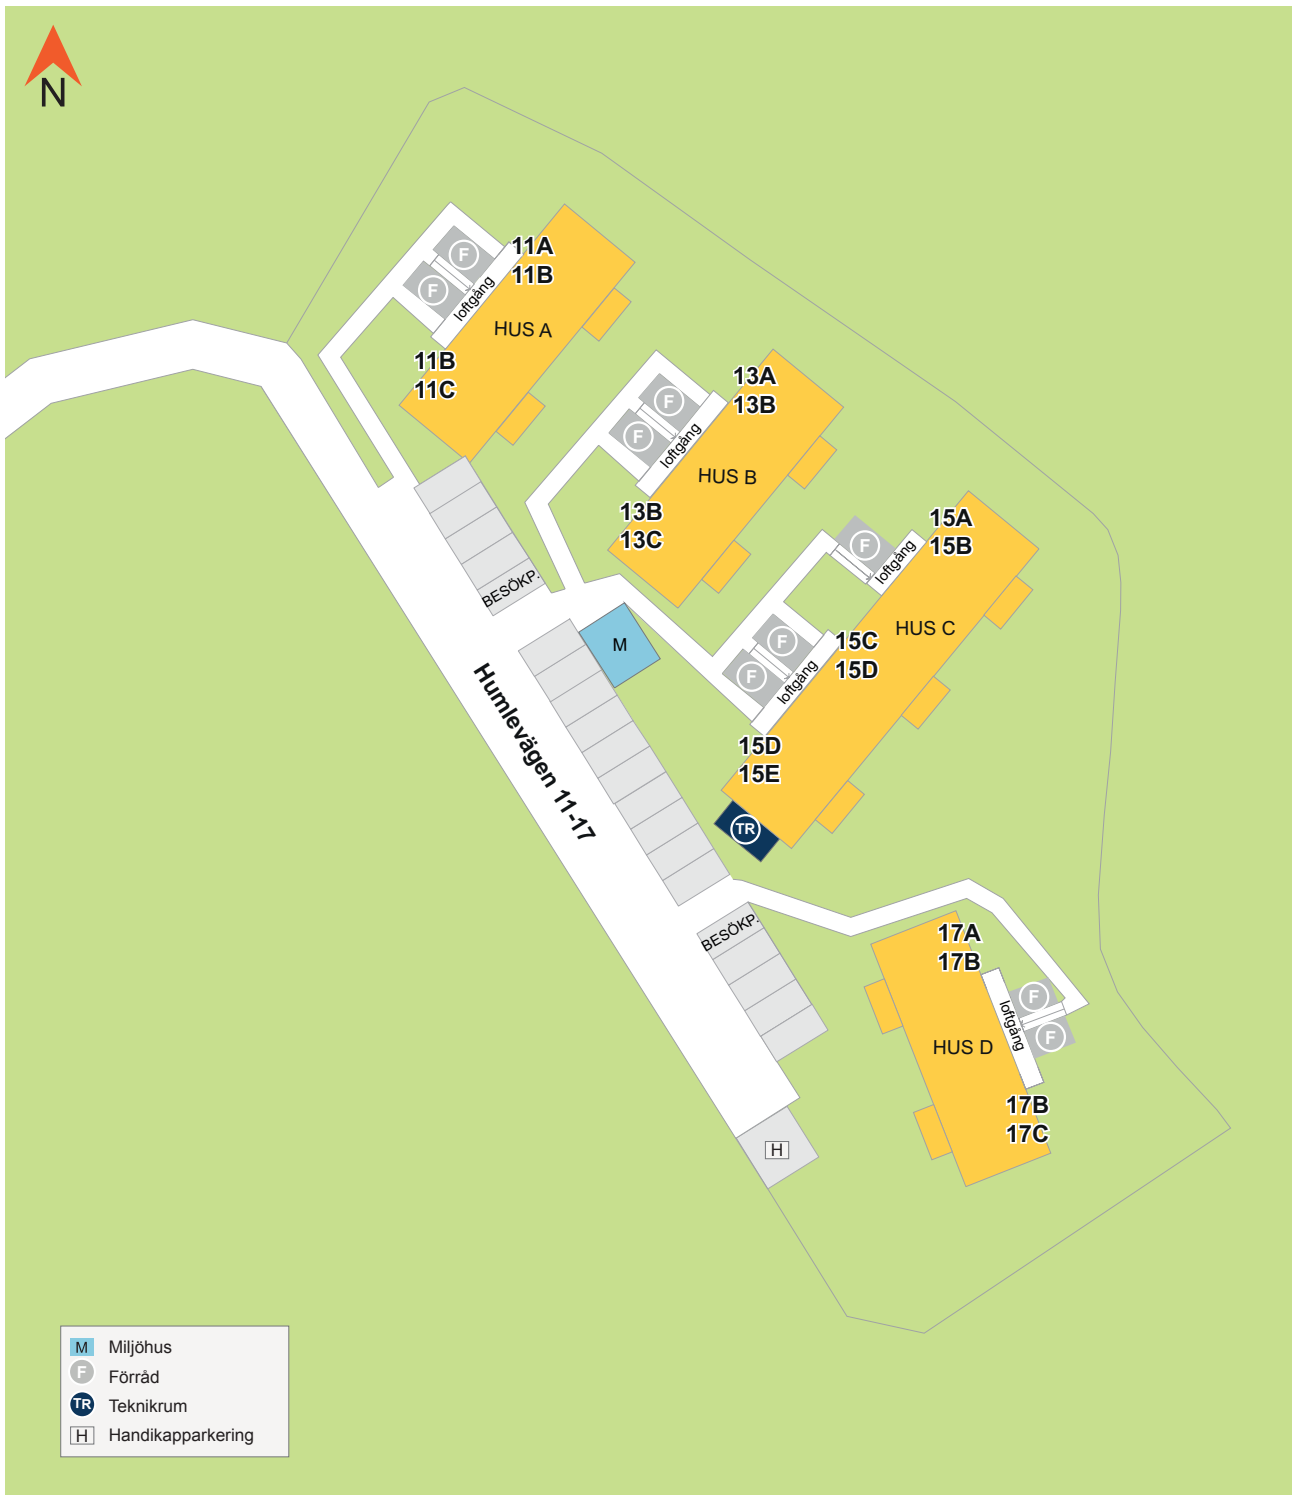 N
11A
11B
F
F
loftgång
HUS A
11B
11C
13A
13B
F
F
loftgång
HUS B
13B
13C
15A
15B
F
loftgång
HUS C
BESÖKP.
M
15C
15D
F
F
loftgång
15D
15E
TR
Humlevägen 11-17
BESÖKP.
17A
17B
F
F
loftgång
HUS D
17B
17C
H
M Miljöhus
F Förråd
TR Teknikrum
H Handikapparkering